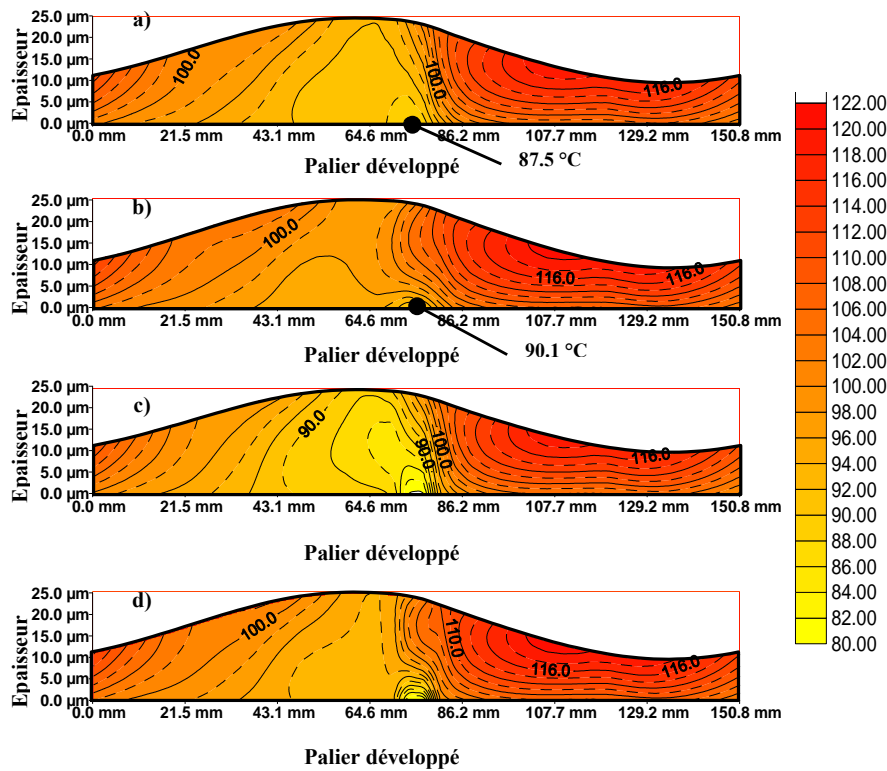 a)
Epaisseur
25.0 µm
20.0 µm
15.0 µm
10.0 µm
5.0 µm
0.0 µm
100.0
100.0
116.0
0.0 mm 21.5 mm 43.1 mm 64.6 mm 86.2 mm 107.7 mm 129.2 mm 150.8 mm
Palier développé
87.5 °C
b)
Epaisseur
25.0 µm
20.0 µm
15.0 µm
10.0 µm
5.0 µm
0.0 µm
100.0
116.0
116.0
0.0 mm 21.5 mm 43.1 mm 64.6 mm 86.2 mm 107.7 mm 129.2 mm 150.8 mm
Palier développé
90.1 °C
c)
Epaisseur
25.0 µm
20.0 µm
15.0 µm
10.0 µm
5.0 µm
0.0 µm
90.0
90.0
100.0
116.0
0.0 mm 21.5 mm 43.1 mm 64.6 mm 86.2 mm 107.7 mm 129.2 mm 150.8 mm
Palier développé
d)
Epaisseur
25.0 µm
20.0 µm
15.0 µm
10.0 µm
5.0 µm
0.0 µm
100.0
110.0
116.0
116.0
0.0 mm 21.5 mm 43.1 mm 64.6 mm 86.2 mm 107.7 mm 129.2 mm 150.8 mm
Palier développé
122.00
120.00
118.00
116.00
114.00
112.00
110.00
108.00
106.00
104.00
102.00
100.00
98.00
96.00
94.00
92.00
90.00
88.00
86.00
84.00
82.00
80.00